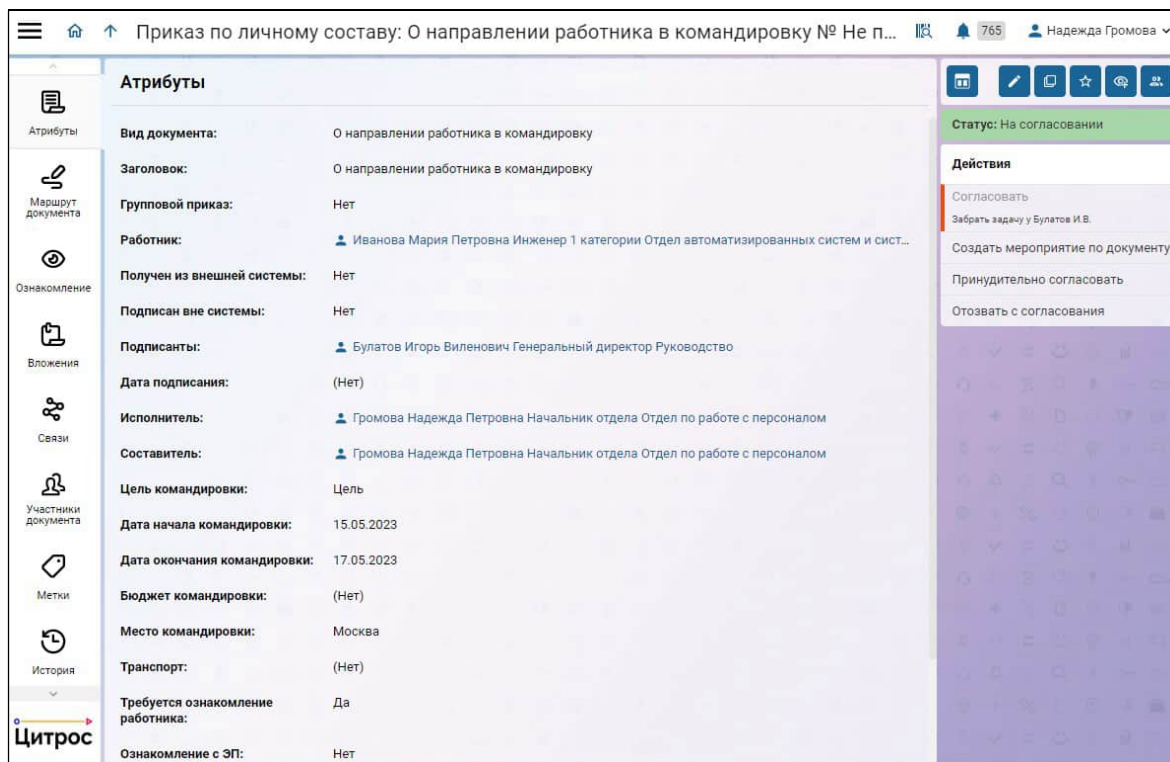 Приказ по личному составу: О направлении работника в командировку № Не п...
765
Надежда Громова
Атрибуты
Маршрут
документа
Ознакомление
Вложения
Связи
Участники
документа
Метки
История
Цитрос
Атрибуты
Вид документа: О направлении работника в командировку
Заголовок: О направлении работника в командировку
Групповой приказ: Нет
Работник: Иванова Мария Петровна Инженер 1 категории Отдел автоматизированных систем и сист...
Получен из внешней системы: Нет
Подписан вне системы: Нет
Подписанты: Булатов Игорь Виленович Генеральный директор Руководство
Дата подписания: (Нет)
Исполнитель: Громова Надежда Петровна Начальник отдела Отдел по работе с персоналом
Составитель: Громова Надежда Петровна Начальник отдела Отдел по работе с персоналом
Цель командировки: Цель
Дата начала командировки: 15.05.2023
Дата окончания командировки: 17.05.2023
Бюджет командировки: (Нет)
Место командировки: Москва
Транспорт: (Нет)
Требуется ознакомление Да
работника:
Ознакомление с ЭП: Нет
Статус: На согласовании
Действия
Согласовать
Забрать задачу у Булатов И.В.
Создать мероприятие по документу
Принудительно согласовать
Отозвать с согласования